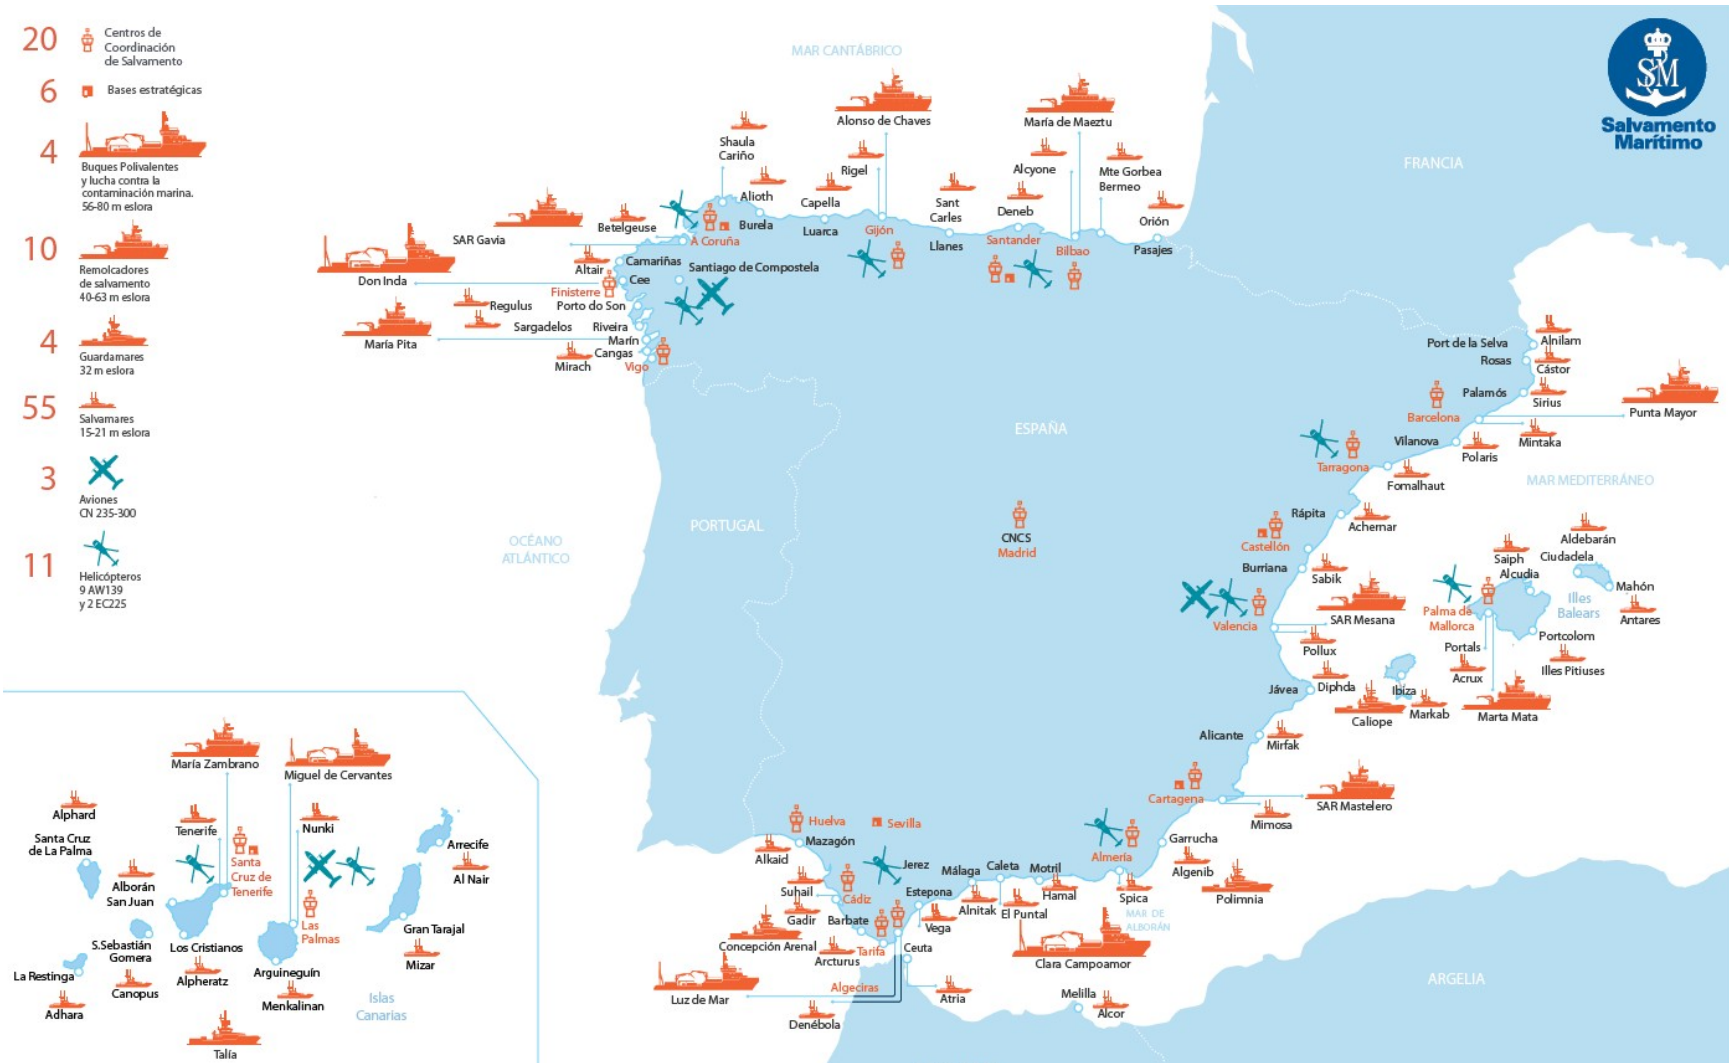 20
Centros de
Coordinación
de Salvamento
6
Bases estratégicas
4
Buques Polivalentes
y lucha contra la
contaminación marina.
56-80 m eslora
10
Remolcadores
de salvamento
40-63 m eslora
4
Guardamares
32 m eslora
55
Salvamares
15-21 m eslora
3
Aviones
CN 235-300
11
Helicópteros
9 AW139
y 2 EC225
MAR CANTÁBRICO
SM
Salvamento
Marítimo
FRANCIA
Alonso de Chaves
María de Maeztu
Shaula
Cariño
Rigel
Alcyone
Mte Gorbea
Bermeo
Alioth
Capella
Sant
Carles
Deneb
Orión
SAR Gavia
Betelgeuse
A Coruña
Burela
Luarca
Gijón
Llanes
Santander
Bilbao
Pasajes
Altair
Camariñas
Santiago de Compostela
Don Inda
Cee
Finisterre
Regulus
Porto do Son
Sargadelos
Riveira
María Pita
Marín
Cangas
Mirach
Vigo
Port de la Selva
Alnilam
Rosas
Cástor
Palamós
Sirius
Barcelona
Punta Mayor
Vilanova
Mintaka
Polaris
Tarragona
Fomalhaut
ESPAÑA
MAR MEDITERRÁNEO
PORTUGAL
OCÉANO
ATLÁNTICO
CNCS
Madrid
Rápita
Achernar
Castellón
Burriana
Sabik
Aldebarán
Saiph
Ciudadela
Alcudia
Mahón
Illes
Balears
Antares
Palma de
Mallorca
Valencia
SAR Mesana
Pollux
Portals
Portcolom
Acrux
Illes Pitiuses
Jávea
Diphda
Ibiza
Caliope
Markab
Marta Mata
Alicante
Mirfak
Cartagena
SAR Mastelero
Mimosa
Huelva
Sevilla
Mazagón
Alkaid
Almería
Garrucha
Algenib
Polimnia
Jerez
Málaga
Caleta
Motril
Suhail
Cádiz
Estepona
Hamal
Spica
Gadir
Barbate
Vega
Alnitak
El Puntal
MAR DE
ALBORÁN
Concepción Arenal
Arcturus
Tarifa
Ceuta
Clara Campoamor
Luz de Mar
Algeciras
Atria
Denébola
Melilla
Alcor
ARGELIA
María Zambrano
Miguel de Cervantes
Alphard
Tenerife
Nunki
Santa Cruz
de La Palma
Santa
Cruz de
Tenerife
Arrecife
Al Nair
Alborán
San Juan
Las
Palmas
S.Sebastián
Gomera
Los Cristianos
Gran Tarajal
Mizar
La Restinga
Canopus
Alpheratz
Arguineguín
Adhara
Menkalinan
Islas
Canarias
Talía